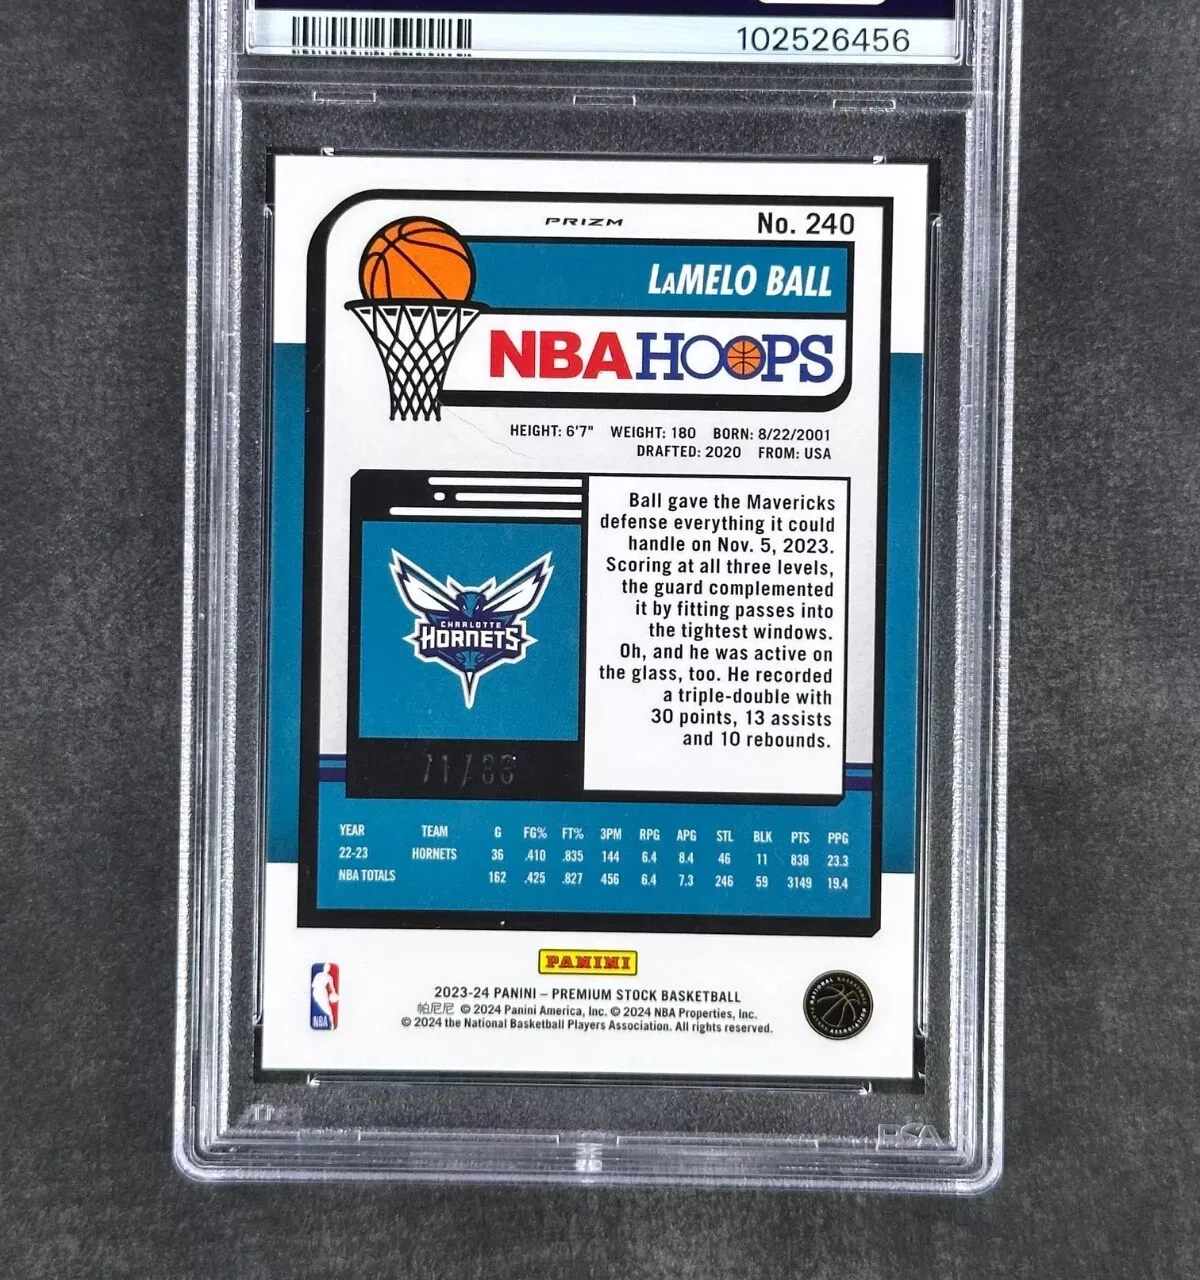 102526456
PRIZM
No. 240
LaMELO BALL
NBA HOOPS
HEIGHT: 6'7" WEIGHT: 180 BORN: 8/22/2001
DRAFTED: 2020 FROM: USA
Ball gave the Mavericks
defense everything it could
handle on Nov. 5, 2023.
Scoring at all three levels,
the guard complemented
it by fitting passes into
the tightest windows.
Oh, and he was active on
the glass, too. He recorded
a triple-double with
30 points, 13 assists
and 10 rebounds.
CHARLOTTE
HORNETS
YEAR TEAM G FG% FT% 3PM RPG APG STL BLK PTS PPG
22-23 HORNETS 36 .410 .835 144 6.4 8.4 46 11 838 23.3
NBA TOTALS 162 .425 .827 456 6.4 7.3 246 59 3149 19.4
PANINI
2023-24 PANINI – PREMIUM STOCK BASKETBALL
帕尼尼 © 2024 Panini America, Inc. © 2024 NBA Properties, Inc.
© 2024 the National Basketball Players Association. All rights reserved.
NBA
NATIONAL BASKETBALL
PLAYERS ASSOCIATION
PSA